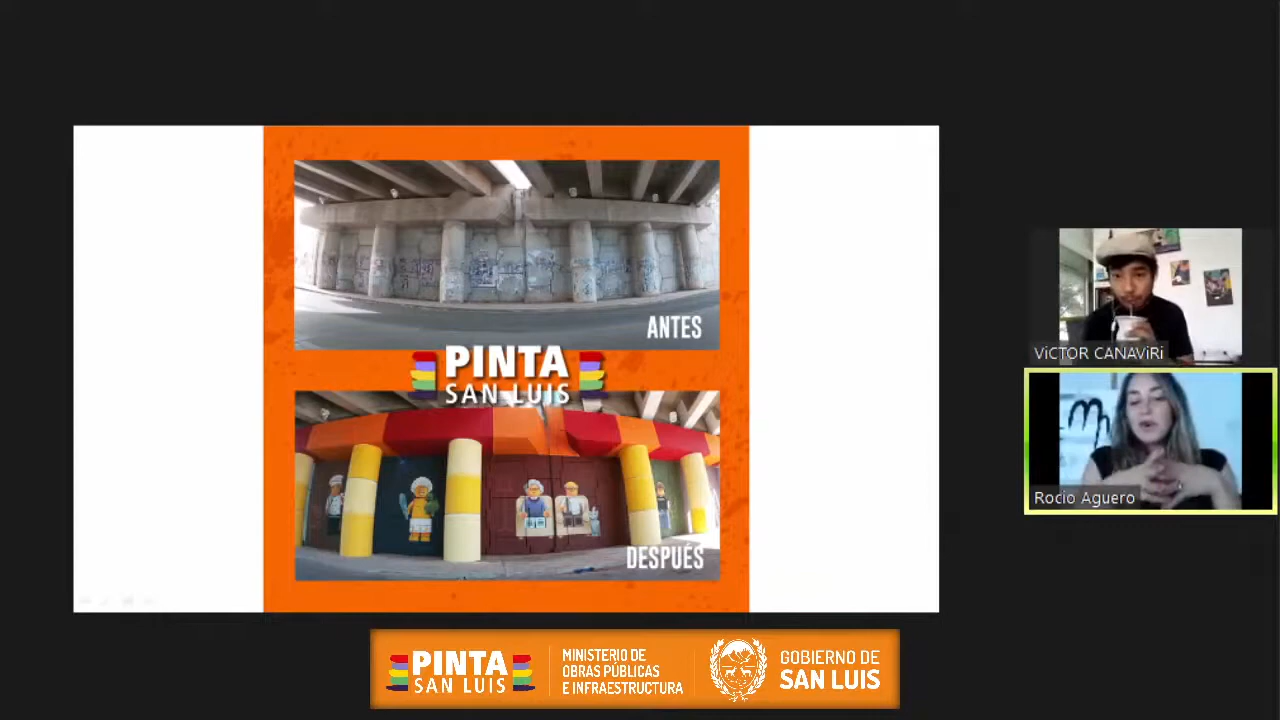 ANTES
PINTA
SAN LUIS
DESPUÉS
VíCTOR CANAVíRí
Rocio Aguero
PINTA
SAN LUIS
MINISTERIO DE
OBRAS PÚBLICAS
E INFRAESTRUCTURA
GOBIERNO DE
SAN LUIS